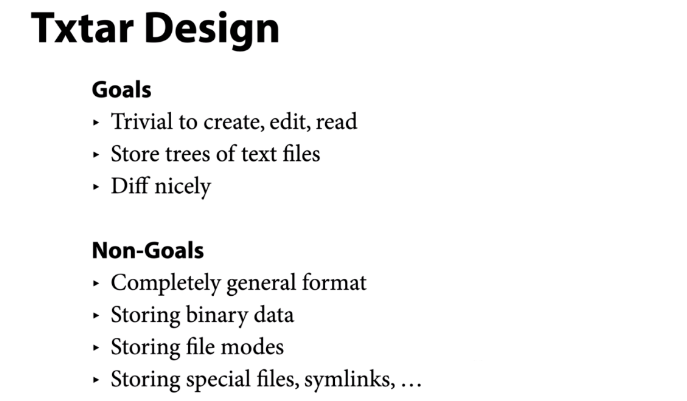 Txtar Design
Goals
‣ Trivial to create, edit, read
‣ Store trees of text files
‣ Diff nicely
Non-Goals
‣ Completely general format
‣ Storing binary data
‣ Storing file modes
‣ Storing special files, symlinks, …